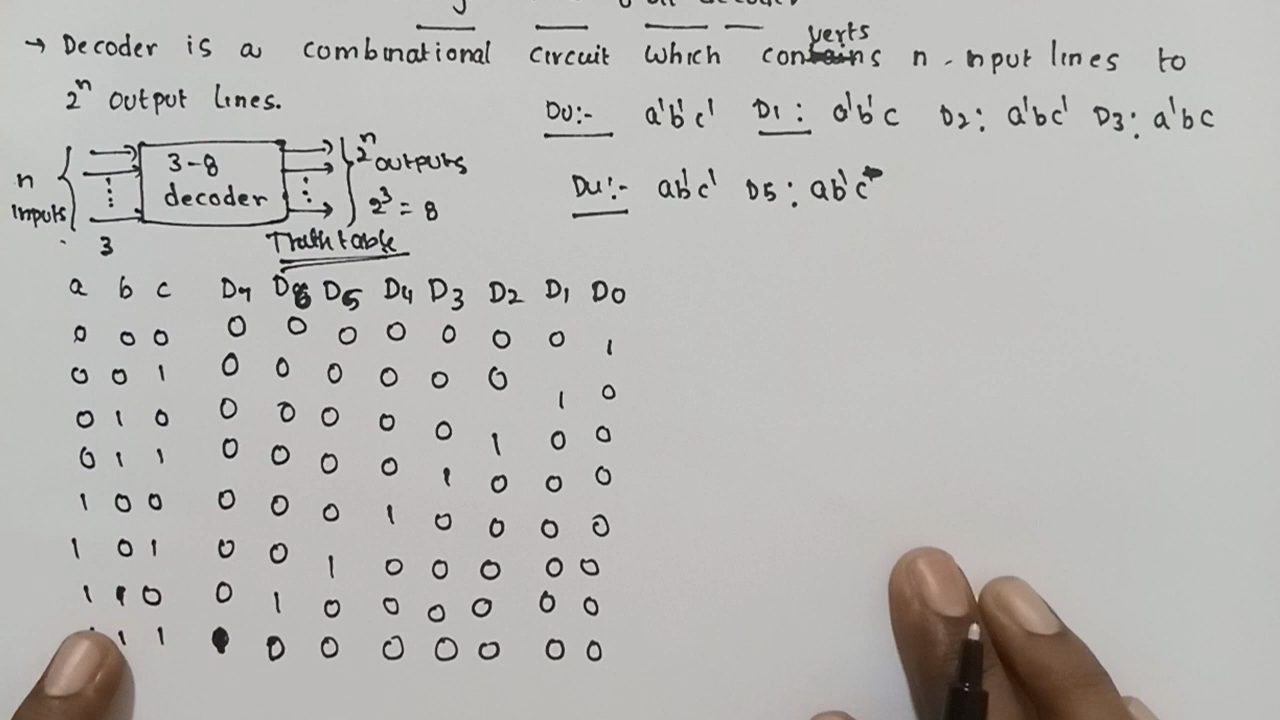 → Decoder is a combinational circuit which converts n-input lines to
2ⁿ output lines.
D0:- a'b'c' D1: a'b'c D2: a'bc' D3: a'bc
D4:- ab'c' D5: ab'c
n inputs
3
3-8 decoder
2ⁿ outputs
2³ = 8
Truth table
a b c D7 D6 D5 D4 D3 D2 D1 D0
0 0 0 0 0 0 0 0 0 0 1
0 0 1 0 0 0 0 0 0 1 0
0 1 0 0 0 0 0 0 1 0 0
0 1 1 0 0 0 0 1 0 0 0
1 0 0 0 0 0 1 0 0 0 0
1 0 1 0 0 1 0 0 0 0 0
1 1 0 0 1 0 0 0 0 0 0
1 1 0 0 0 0 0 0 0